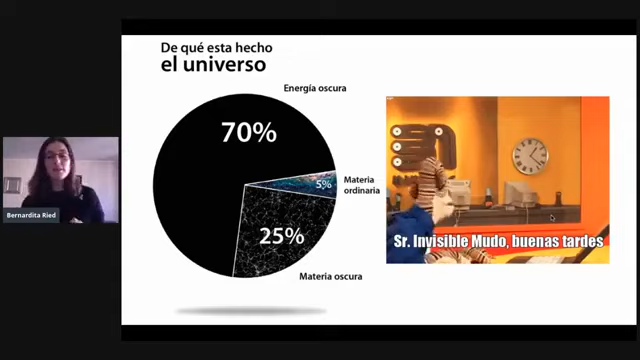 De qué esta hecho
el universo
Energía oscura
70%
5%
Materia
ordinaria
25%
Materia oscura
Sr. Invisible Mudo, buenas tardes
Bernardita Ried